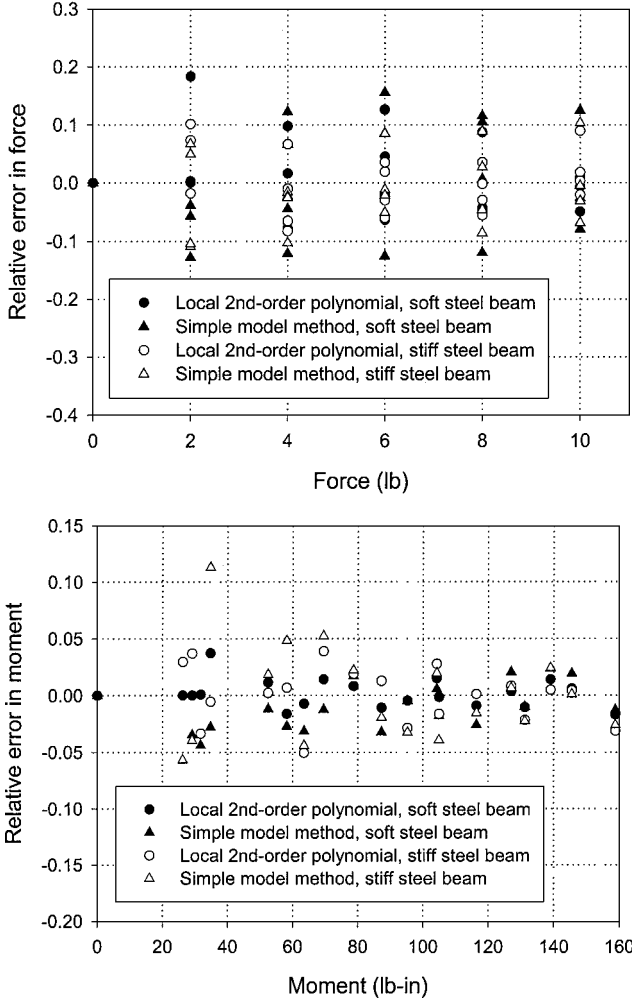 0.3
0.2
0.1
0.0
-0.1
-0.2
-0.3
-0.4
Relative error in force
Local 2nd-order polynomial, soft steel beam
Simple model method, soft steel beam
Local 2nd-order polynomial, stiff steel beam
Simple model method, stiff steel beam
0 2 4 6 8 10
Force (lb)
0.15
0.10
0.05
0.00
-0.05
-0.10
-0.15
-0.20
Relative error in moment
Local 2nd-order polynomial, soft steel beam
Simple model method, soft steel beam
Local 2nd-order polynomial, stiff steel beam
Simple model method, stiff steel beam
0 20 40 60 80 100 120 140 160
Moment (lb-in)